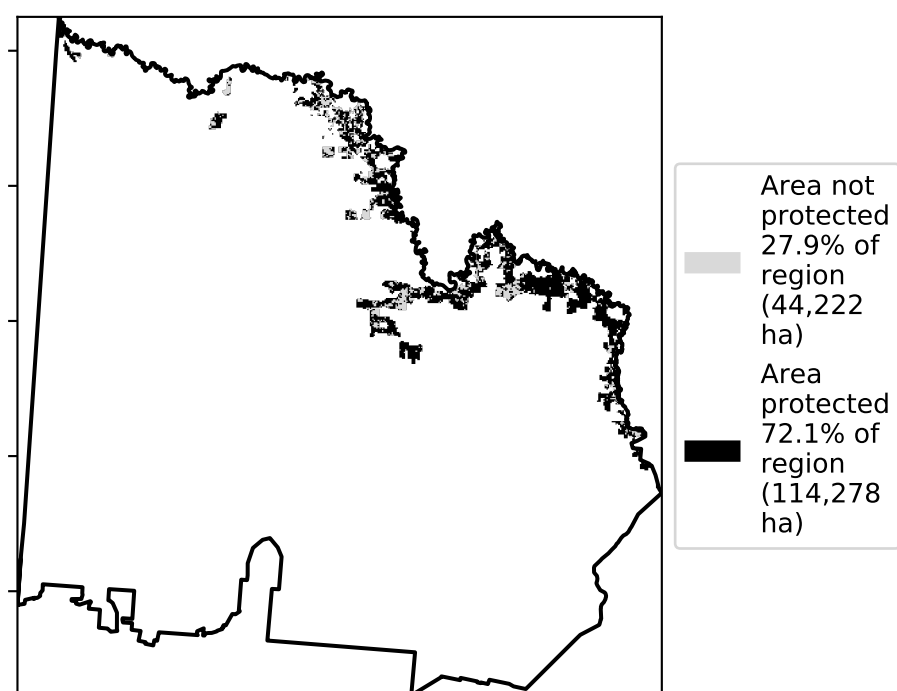 Area not
protected
27.9% of
region
(44,222
ha)
Area
protected
72.1% of
region
(114,278
ha)